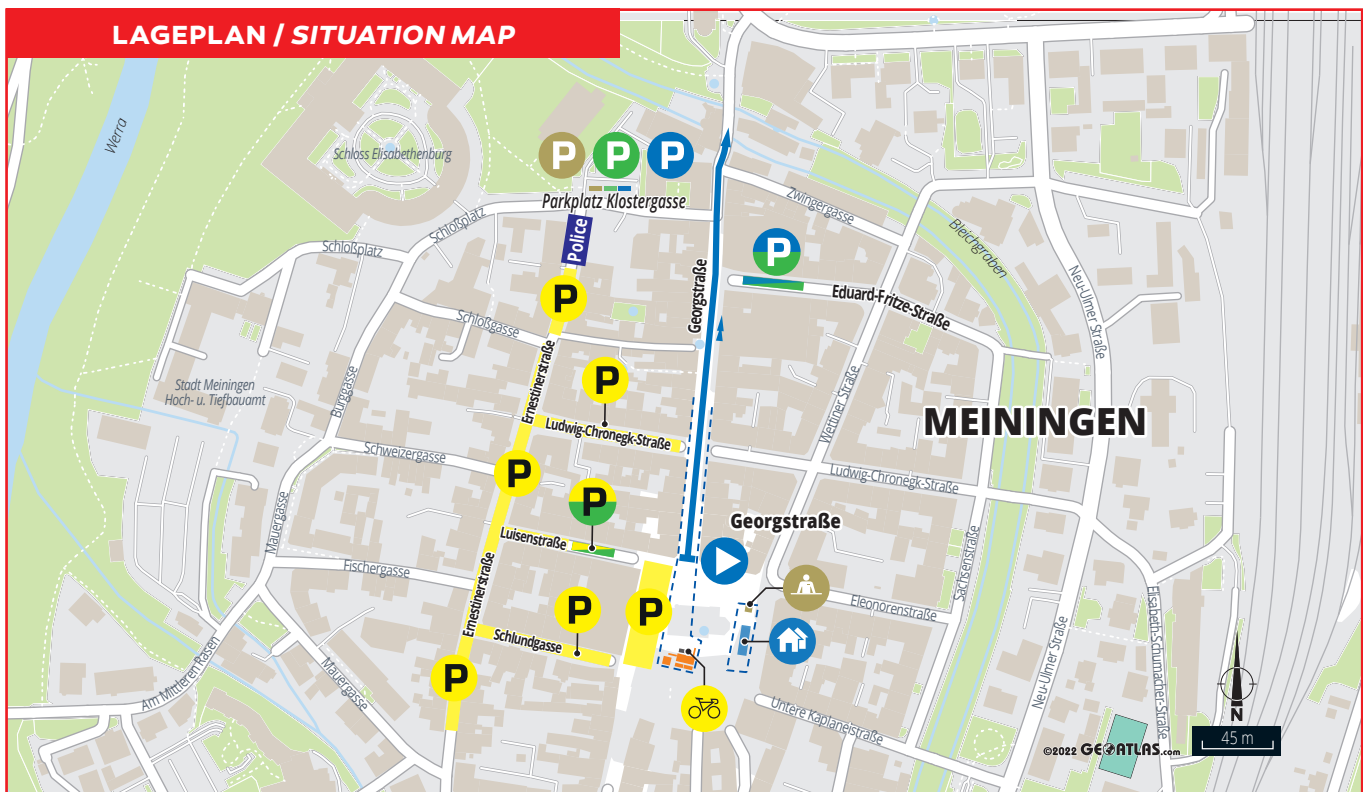 LAGEPLAN / SITUATION MAP
Werra
Schloss Elisabethenburg
P
P
P
Parkplatz Klostergasse
Zwingergasse
Schloßplatz
Schloßplatz
Police
P
Bleichgraben
Georgstraße
Neu-Ulmer Straße
P
Eduard-Fritze-Straße
Schloßgasse
Ernestinerstraße
P
Stadt Meiningen
Hoch- u. Tiefbauamt
Burggasse
Wettiner Straße
MEININGEN
Ludwig-Chronegk-Straße
Schweizergasse
P
Ludwig-Chronegk-Straße
P
Mauergasse
Georgstraße
Luisenstraße
Fischergasse
Sachsenstraße
Ernestinerstraße
P
P
Eleonorenstraße
Elisabeth-Schumacher-Straße
Schlundgasse
Neu-Ulmer Straße
Am Mittleren Rasen
Mauergasse
P
Untere Kaplaneistraße
N
©2022 GEOATLAS.com
45 m